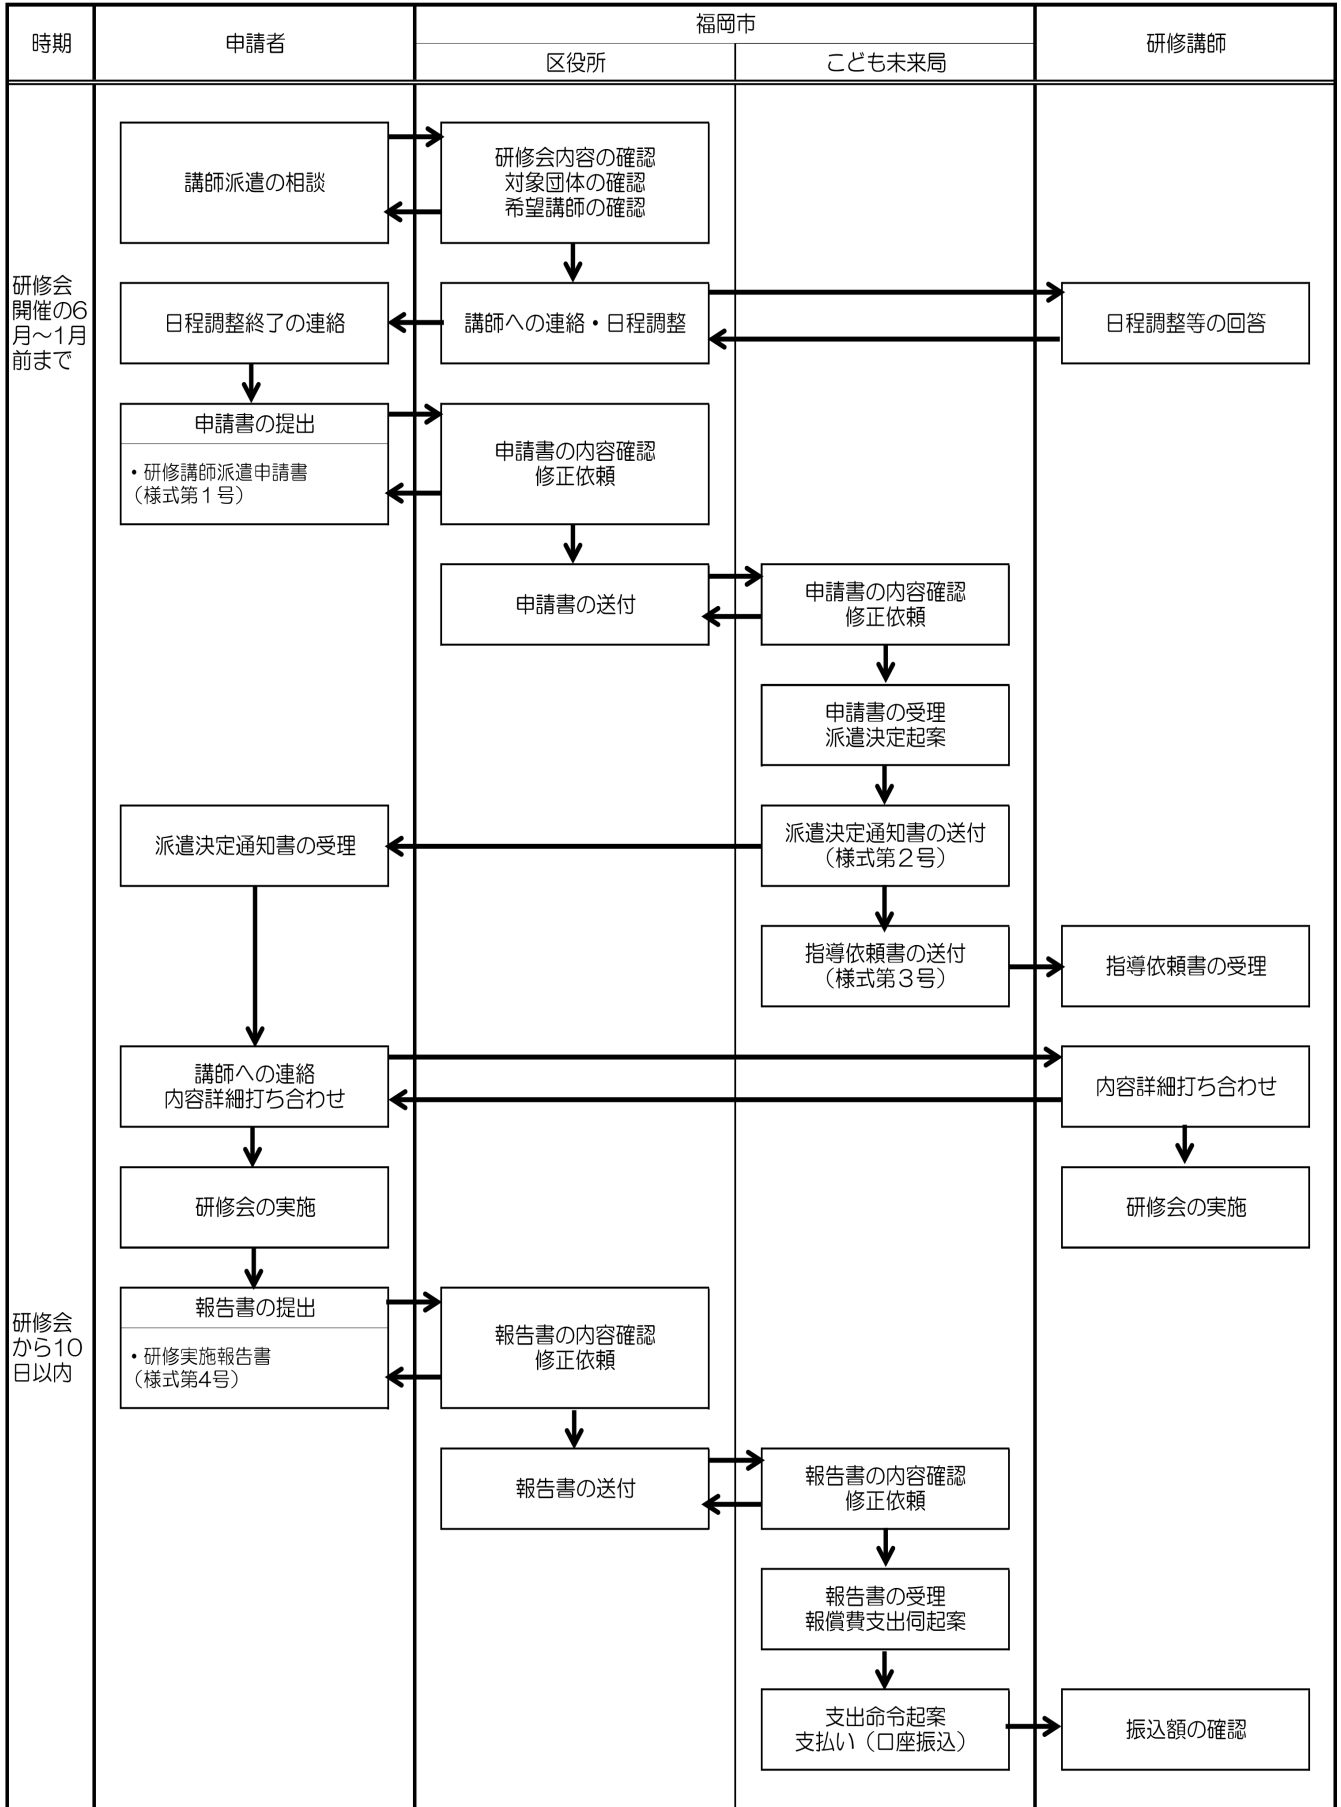 時期
申請者
福岡市
区役所
こども未来局
研修講師
研修会
開催の6
月～1月
前まで
講師派遣の相談
研修会内容の確認
対象団体の確認
希望講師の確認
日程調整終了の連絡
講師への連絡・日程調整
日程調整等の回答
申請書の提出
・研修講師派遣申請書
（様式第１号）
申請書の内容確認
修正依頼
申請書の送付
申請書の内容確認
修正依頼
申請書の受理
派遣決定起案
派遣決定通知書の受理
派遣決定通知書の送付
（様式第２号）
指導依頼書の送付
（様式第３号）
指導依頼書の受理
講師への連絡
内容詳細打ち合わせ
内容詳細打ち合わせ
研修会の実施
研修会の実施
研修会
から10
日以内
報告書の提出
・研修実施報告書
（様式第4号）
報告書の内容確認
修正依頼
報告書の送付
報告書の内容確認
修正依頼
報告書の受理
報償費支出伺起案
支出命令起案
支払い（口座振込）
振込額の確認